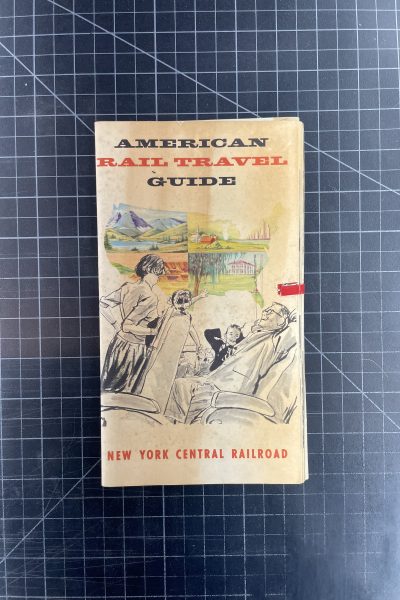 AMERICAN
RAIL TRAVEL
GUIDE
NEW YORK CENTRAL RAILROAD